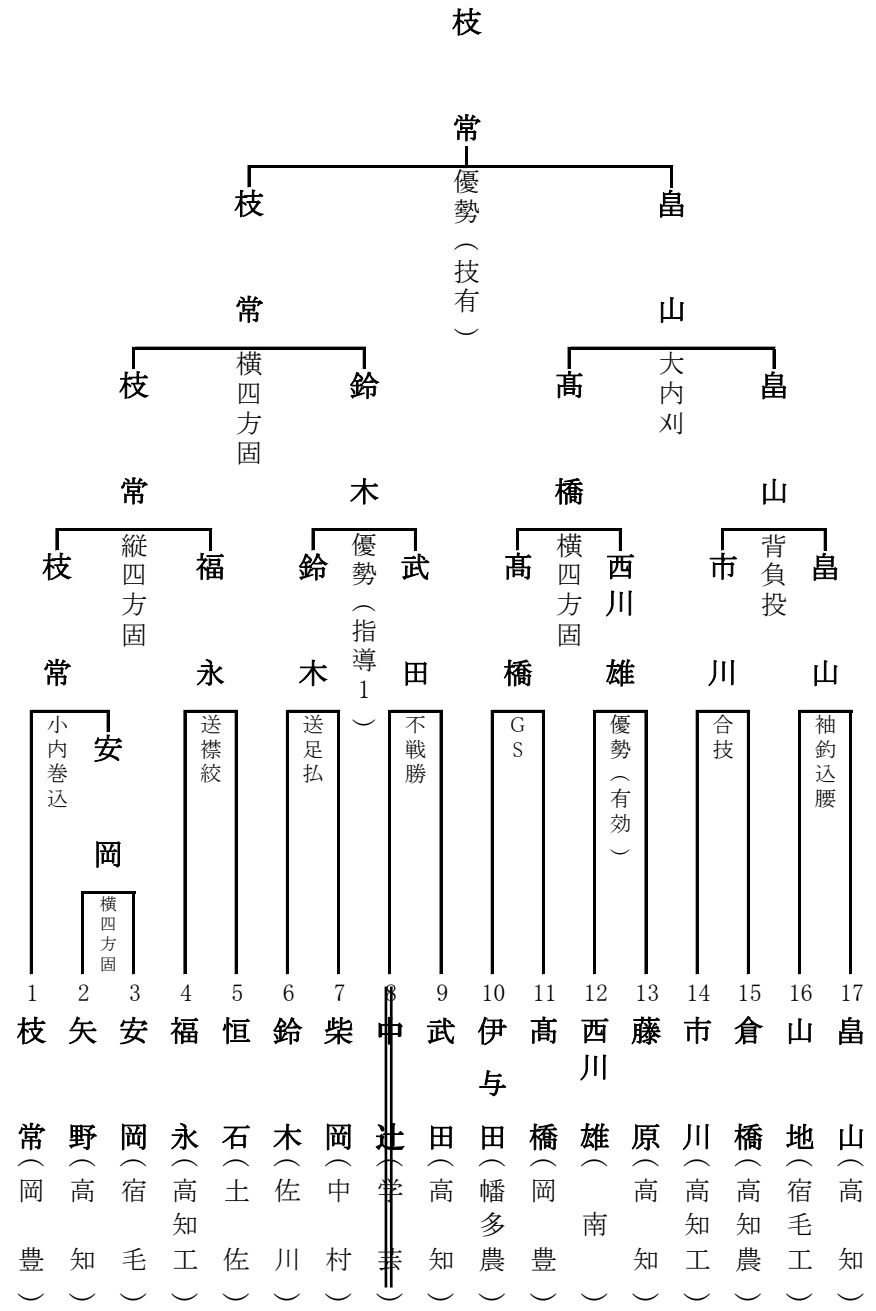 枝常
優勢（技有）
枝常
畠山
横四方固
大内刈
枝常
鈴木
髙橋
畠山
縦四方固
優勢（指導1）
横四方固
背負投
枝常
福永
鈴木
武田
髙橋
西川雄
市川
畠山
小内巻込
安岡
送襟絞
送足払
不戦勝
GS
優勢（有効）
合技
袖釣込腰
横四方固
1 枝常（岡豊）
2 矢野（高知）
3 安岡（宿毛）
4 福永（高知工）
5 恒石（土佐）
6 鈴木（佐川）
7 柴岡（中村）
8 中辻（学芸）
9 武田（高知）
10 伊与田（幡多農）
11 髙橋（岡豊）
12 西川雄（南）
13 藤原（高知）
14 市川（高知工）
15 倉橋（高知農）
16 山地（宿毛工）
17 畠山（高知）